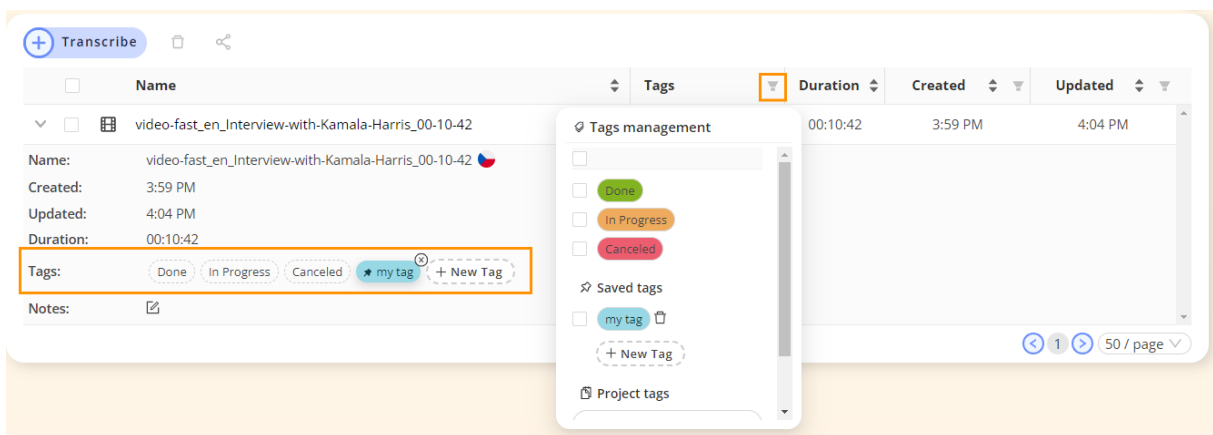 Transcribe
Name Tags Duration Created Updated
video-fast_en_Interview-with-Kamala-Harris_00-10-42 00:10:42 3:59 PM 4:04 PM
Name: video-fast_en_Interview-with-Kamala-Harris_00-10-42
Created: 3:59 PM
Updated: 4:04 PM
Duration: 00:10:42
Tags: Done In Progress Canceled my tag + New Tag
Notes:
Tags management
Done
In Progress
Canceled
Saved tags
my tag
+ New Tag
Project tags
1 50 / page